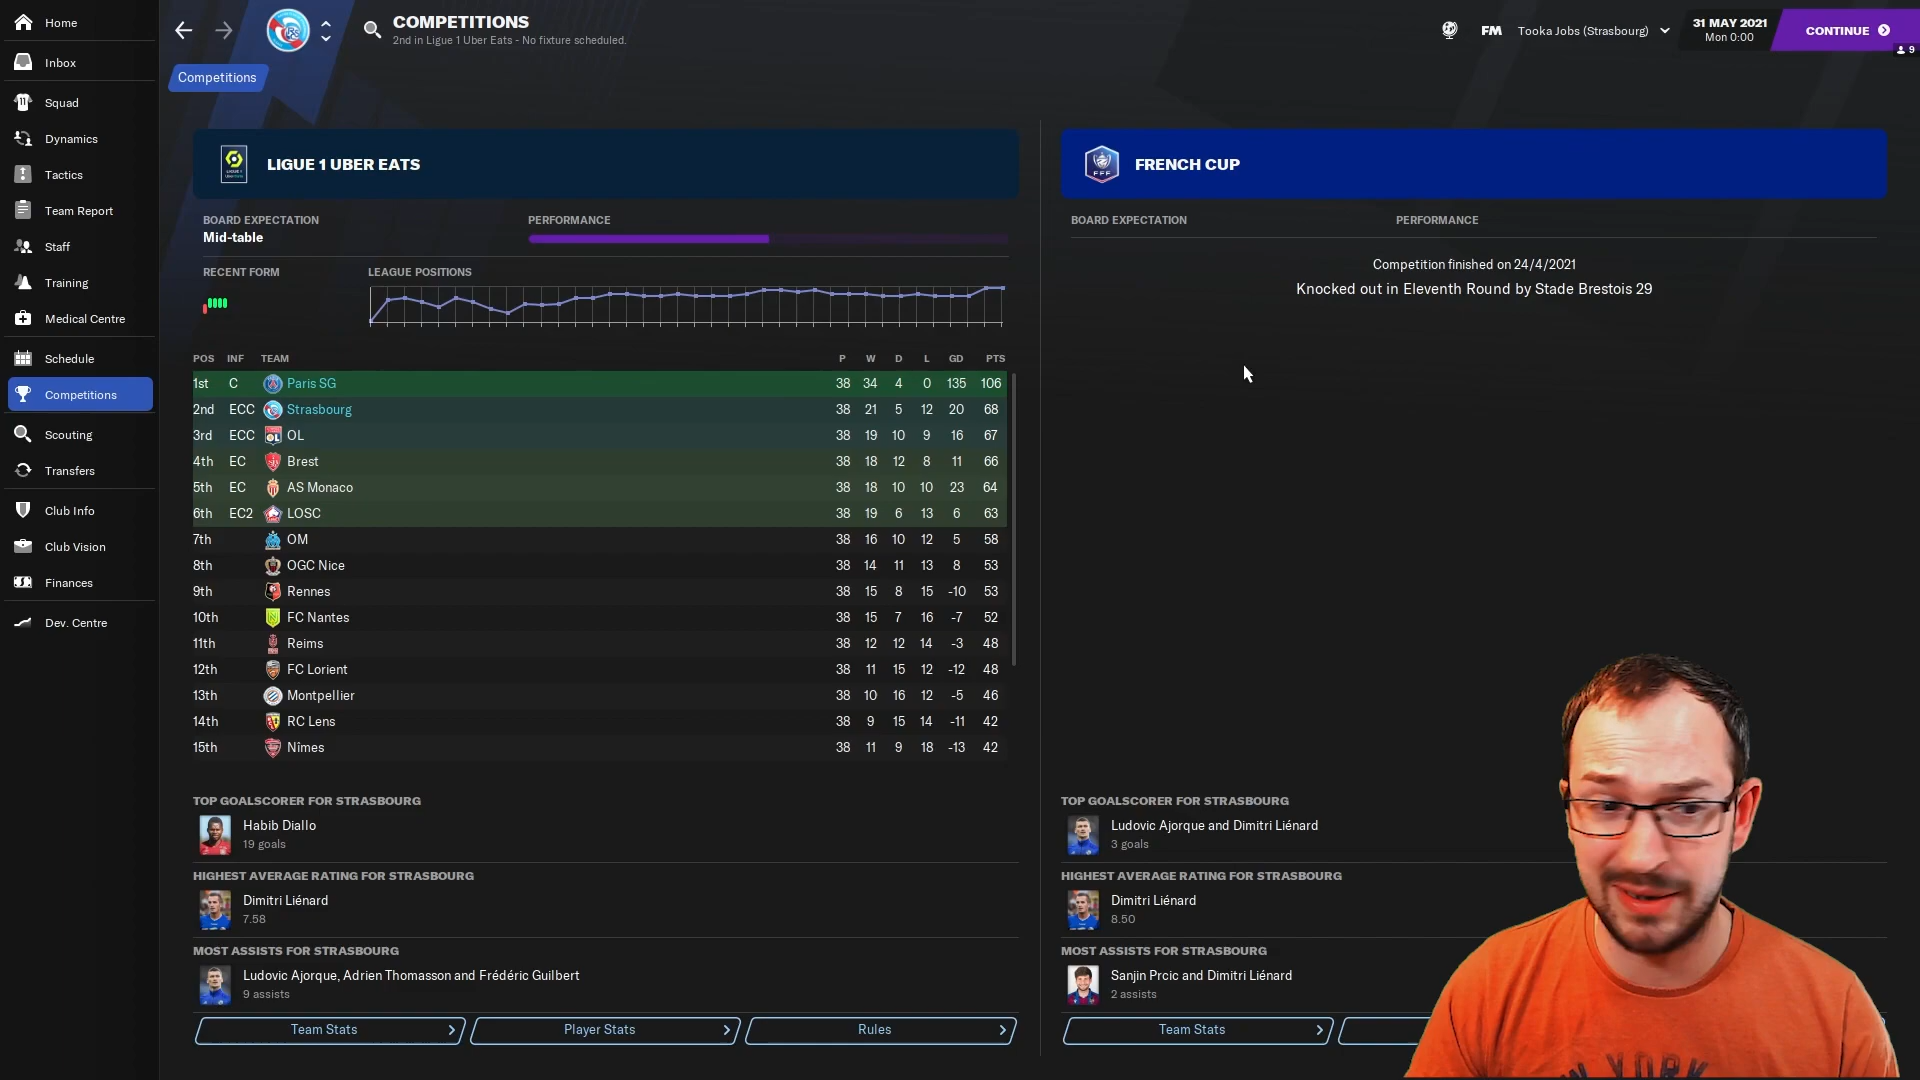 Home
Inbox
Squad
Dynamics
Tactics
Team Report
Staff
Training
Medical Centre
Schedule
Competitions
Scouting
Transfers
Club Info
Club Vision
Finances
Dev. Centre
COMPETITIONS
2nd in Ligue 1 Uber Eats - No fixture scheduled.
FM
Tooka Jobs (Strasbourg)
31 MAY 2021
Mon 0:00
CONTINUE
9
Competitions
LIGUE 1 UBER EATS
BOARD EXPECTATION
Mid-table
PERFORMANCE
RECENT FORM
LEAGUE POSITIONS
POS INF TEAM P W D L GD PTS
1st C Paris SG 38 34 4 0 135 106
2nd ECC Strasbourg 38 21 5 12 20 68
3rd ECC OL 38 19 10 9 16 67
4th EC Brest 38 18 12 8 11 66
5th EC AS Monaco 38 18 10 10 23 64
6th EC2 LOSC 38 19 6 13 6 63
7th OM 38 16 10 12 5 58
8th OGC Nice 38 14 11 13 8 53
9th Rennes 38 15 8 15 -10 53
10th FC Nantes 38 15 7 16 -7 52
11th Reims 38 12 12 14 -3 48
12th FC Lorient 38 11 15 12 -12 48
13th Montpellier 38 10 16 12 -5 46
14th RC Lens 38 9 15 14 -11 42
15th Nîmes 38 11 9 18 -13 42
TOP GOALSCORER FOR STRASBOURG
Habib Diallo
19 goals
HIGHEST AVERAGE RATING FOR STRASBOURG
Dimitri Liénard
7.58
MOST ASSISTS FOR STRASBOURG
Ludovic Ajorque, Adrien Thomasson and Frédéric Guilbert
9 assists
Team Stats
Player Stats
Rules
FFF
FRENCH CUP
BOARD EXPECTATION
PERFORMANCE
Competition finished on 24/4/2021
Knocked out in Eleventh Round by Stade Brestois 29
TOP GOALSCORER FOR STRASBOURG
Ludovic Ajorque and Dimitri Liénard
3 goals
HIGHEST AVERAGE RATING FOR STRASBOURG
Dimitri Liénard
8.50
MOST ASSISTS FOR STRASBOURG
Sanjin Prcic and Dimitri Liénard
2 assists
Team Stats
YORK